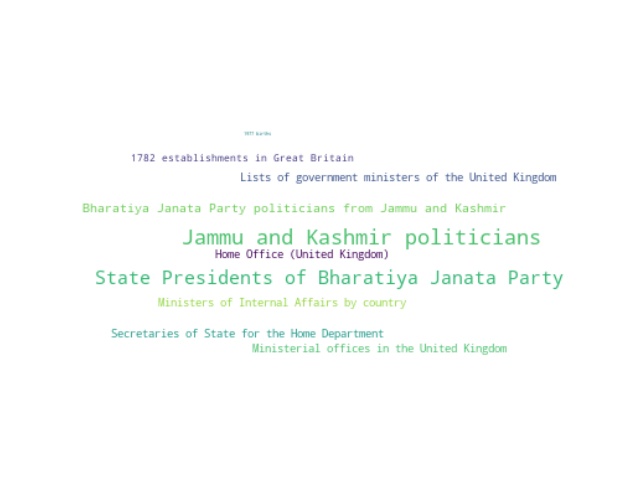 1782 establishments in Great Britain
Lists of government ministers of the United Kingdom
Bharatiya Janata Party politicians from Jammu and Kashmir
Jammu and Kashmir politicians
Home Office (United Kingdom)
State Presidents of Bharatiya Janata Party
Ministers of Internal Affairs by country
Secretaries of State for the Home Department
Ministerial offices in the United Kingdom